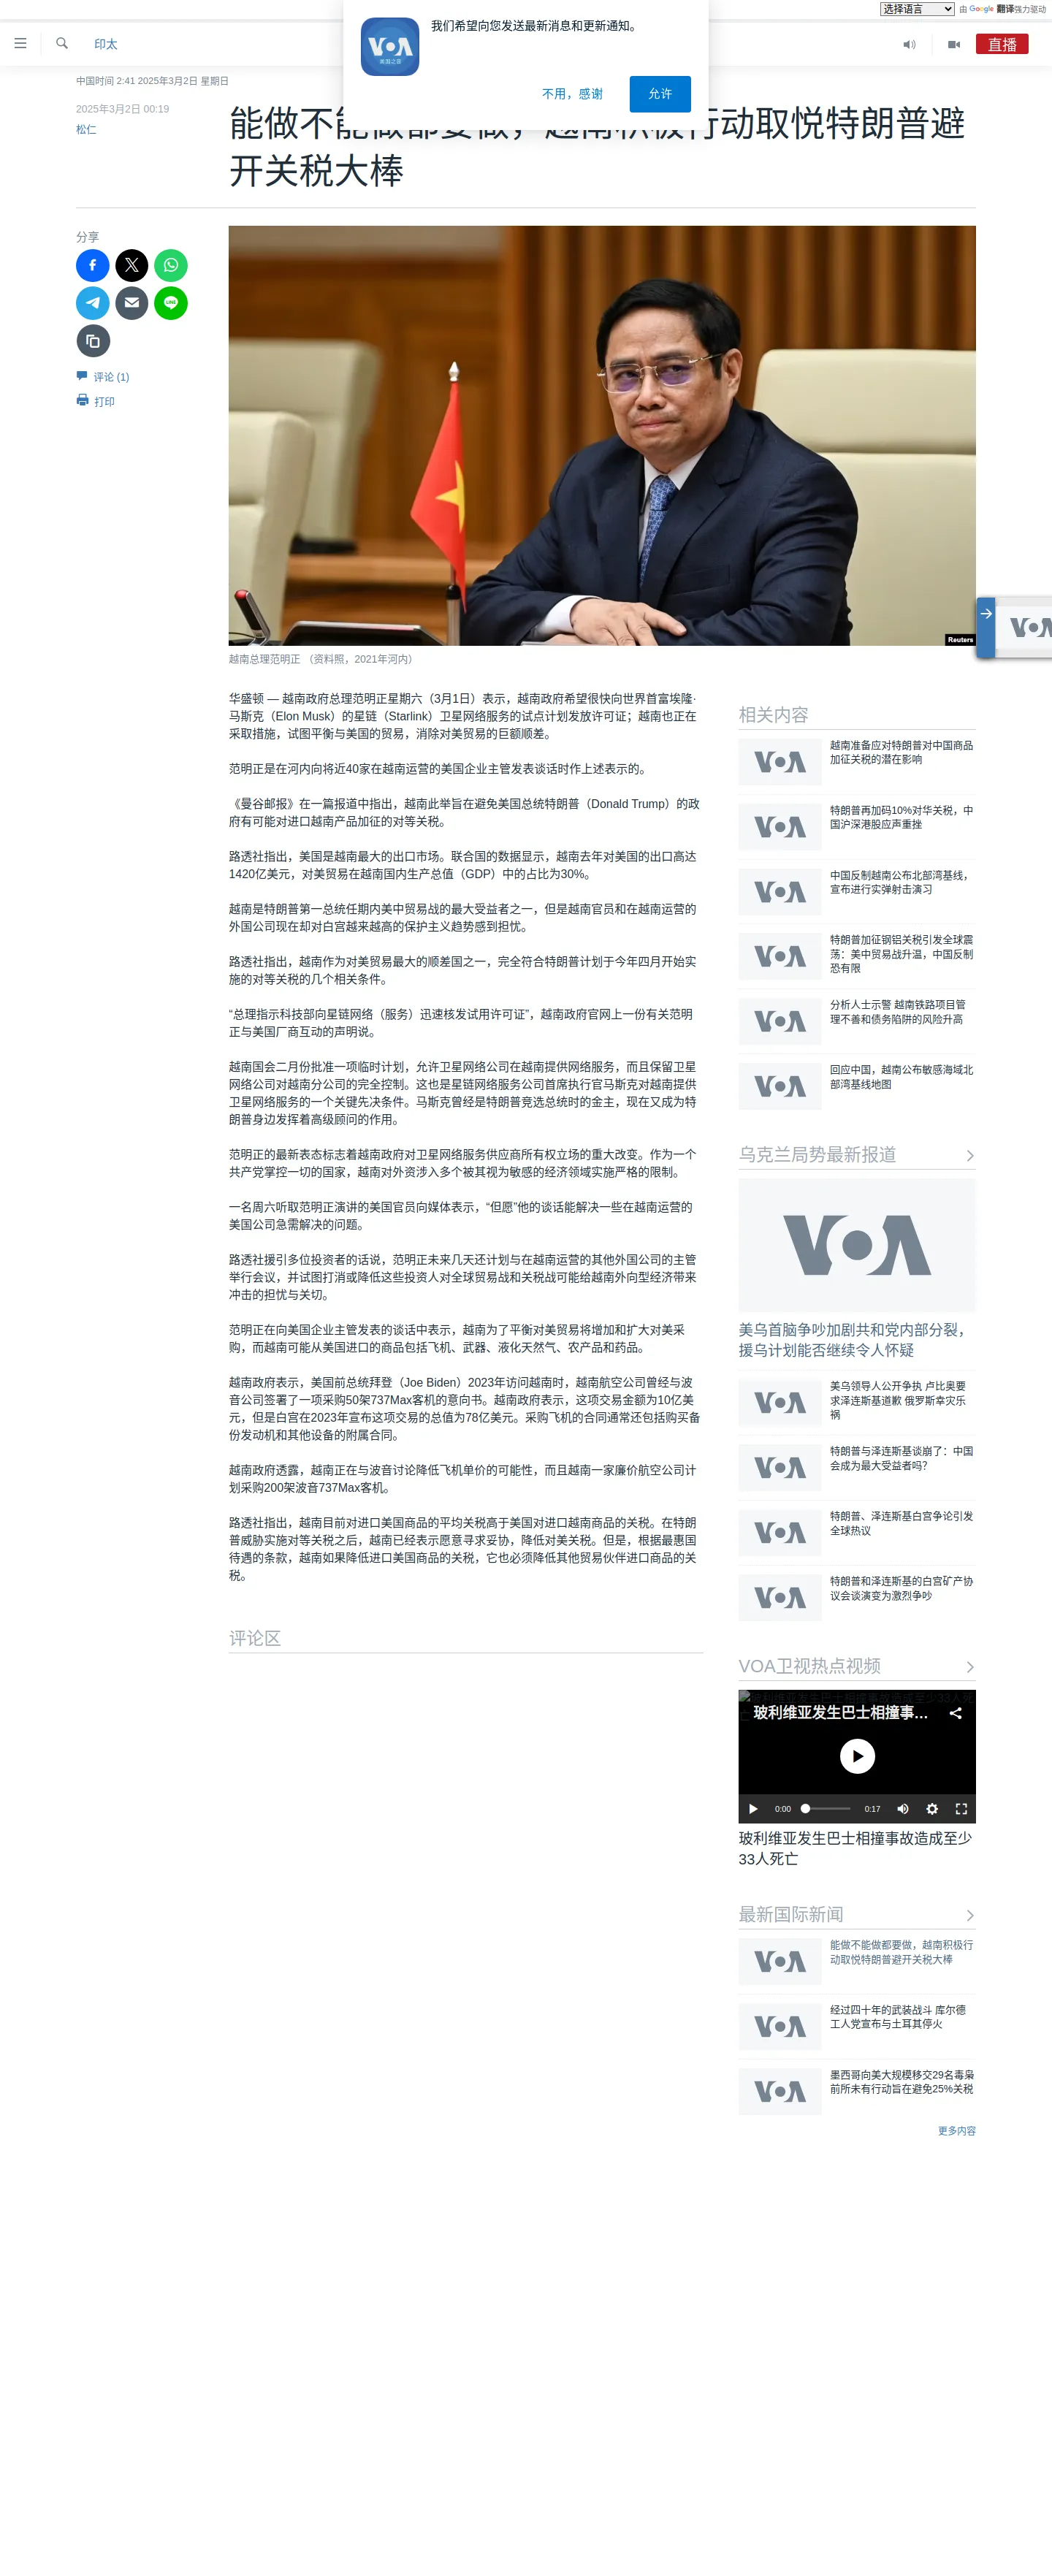 选择语言
由 Google 翻译强力驱动
我们希望向您发送最新消息和更新通知。
VOA
美国之音
不用，感谢
允许
印太
直播
中国时间 2:41 2025年3月2日 星期日
2025年3月2日 00:19
松仁
能做不能做都要做，越南积极行动取悦特朗普避
开关税大棒
分享
LINE
评论 (1)
打印
Reuters
越南总理范明正 （资料照，2021年河内）
华盛顿 — 越南政府总理范明正星期六（3月1日）表示，越南政府希望很快向世界首富埃隆·
马斯克（Elon Musk）的星链（Starlink）卫星网络服务的试点计划发放许可证；越南也正在
采取措施，试图平衡与美国的贸易，消除对美贸易的巨额顺差。
范明正是在河内向将近40家在越南运营的美国企业主管发表谈话时作上述表示的。
《曼谷邮报》在一篇报道中指出，越南此举旨在避免美国总统特朗普（Donald Trump）的政
府有可能对进口越南产品加征的对等关税。
路透社指出，美国是越南最大的出口市场。联合国的数据显示，越南去年对美国的出口高达
1420亿美元，对美贸易在越南国内生产总值（GDP）中的占比为30%。
越南是特朗普第一总统任期内美中贸易战的最大受益者之一，但是越南官员和在越南运营的
外国公司现在却对白宫越来越高的保护主义趋势感到担忧。
路透社指出，越南作为对美贸易最大的顺差国之一，完全符合特朗普计划于今年四月开始实
施的对等关税的几个相关条件。
“总理指示科技部向星链网络（服务）迅速核发试用许可证”，越南政府官网上一份有关范明
正与美国厂商互动的声明说。
越南国会二月份批准一项临时计划，允许卫星网络公司在越南提供网络服务，而且保留卫星
网络公司对越南分公司的完全控制。这也是星链网络服务公司首席执行官马斯克对越南提供
卫星网络服务的一个关键先决条件。马斯克曾经是特朗普竞选总统时的金主，现在又成为特
朗普身边发挥着高级顾问的作用。
范明正的最新表态标志着越南政府对卫星网络服务供应商所有权立场的重大改变。作为一个
共产党掌控一切的国家，越南对外资涉入多个被其视为敏感的经济领域实施严格的限制。
一名周六听取范明正演讲的美国官员向媒体表示，“但愿”他的谈话能解决一些在越南运营的
美国公司急需解决的问题。
路透社援引多位投资者的话说，范明正未来几天还计划与在越南运营的其他外国公司的主管
举行会议，并试图打消或降低这些投资人对全球贸易战和关税战可能给越南外向型经济带来
冲击的担忧与关切。
范明正在向美国企业主管发表的谈话中表示，越南为了平衡对美贸易将增加和扩大对美采
购，而越南可能从美国进口的商品包括飞机、武器、液化天然气、农产品和药品。
越南政府表示，美国前总统拜登（Joe Biden）2023年访问越南时，越南航空公司曾经与波
音公司签署了一项采购50架737Max客机的意向书。越南政府表示，这项交易金额为10亿美
元，但是白宫在2023年宣布这项交易的总值为78亿美元。采购飞机的合同通常还包括购买备
份发动机和其他设备的附属合同。
越南政府透露，越南正在与波音讨论降低飞机单价的可能性，而且越南一家廉价航空公司计
划采购200架波音737Max客机。
路透社指出，越南目前对进口美国商品的平均关税高于美国对进口越南商品的关税。在特朗
普威胁实施对等关税之后，越南已经表示愿意寻求妥协，降低对美关税。但是，根据最惠国
待遇的条款，越南如果降低进口美国商品的关税，它也必须降低其他贸易伙伴进口商品的关
税。
评论区
相关内容
VOA
越南准备应对特朗普对中国商品
加征关税的潜在影响
VOA
特朗普再加码10%对华关税，中
国沪深港股应声重挫
VOA
中国反制越南公布北部湾基线，
宣布进行实弹射击演习
VOA
特朗普加征钢铝关税引发全球震
荡：美中贸易战升温，中国反制
恐有限
VOA
分析人士示警 越南铁路项目管
理不善和债务陷阱的风险升高
VOA
回应中国，越南公布敏感海域北
部湾基线地图
乌克兰局势最新报道
VOA
美乌首脑争吵加剧共和党内部分裂，
援乌计划能否继续令人怀疑
VOA
美乌领导人公开争执 卢比奥要
求泽连斯基道歉 俄罗斯幸灾乐
祸
VOA
特朗普与泽连斯基谈崩了：中国
会成为最大受益者吗？
VOA
特朗普、泽连斯基白宫争论引发
全球热议
VOA
特朗普和泽连斯基的白宫矿产协
议会谈演变为激烈争吵
VOA卫视热点视频
玻利维亚发生巴士相撞事...
0:00
0:17
玻利维亚发生巴士相撞事故造成至少
33人死亡
最新国际新闻
VOA
能做不能做都要做，越南积极行
动取悦特朗普避开关税大棒
VOA
经过四十年的武装战斗 库尔德
工人党宣布与土耳其停火
VOA
墨西哥向美大规模移交29名毒枭
前所未有行动旨在避免25%关税
更多内容